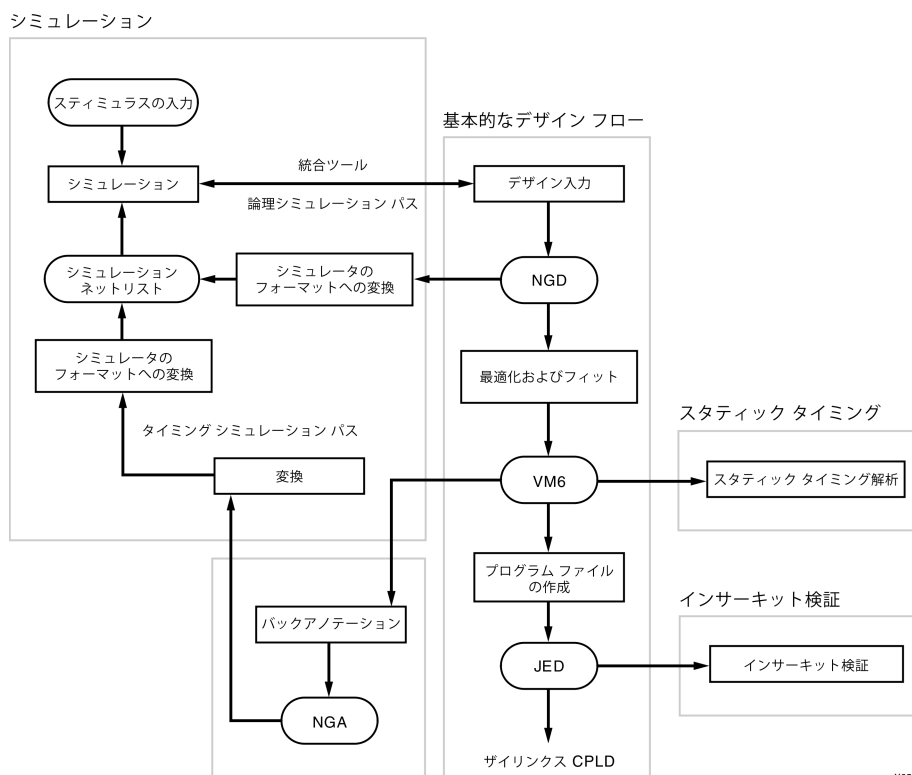 シミュレーション
スティミュラスの入力
基本的なデザイン フロー
統合ツール
シミュレーション
デザイン入力
論理シミュレーション パス
シミュレーション
ネットリスト
シミュレータの
フォーマットへの変換
NGD
シミュレータの
フォーマットへの変換
最適化およびフィット
スタティック タイミング
タイミング シミュレーション パス
変換
VM6
スタティック タイミング解析
プログラム ファイル
の作成
インサーキット検証
バックアノテーション
JED
インサーキット検証
NGA
ザイリンクス CPLD